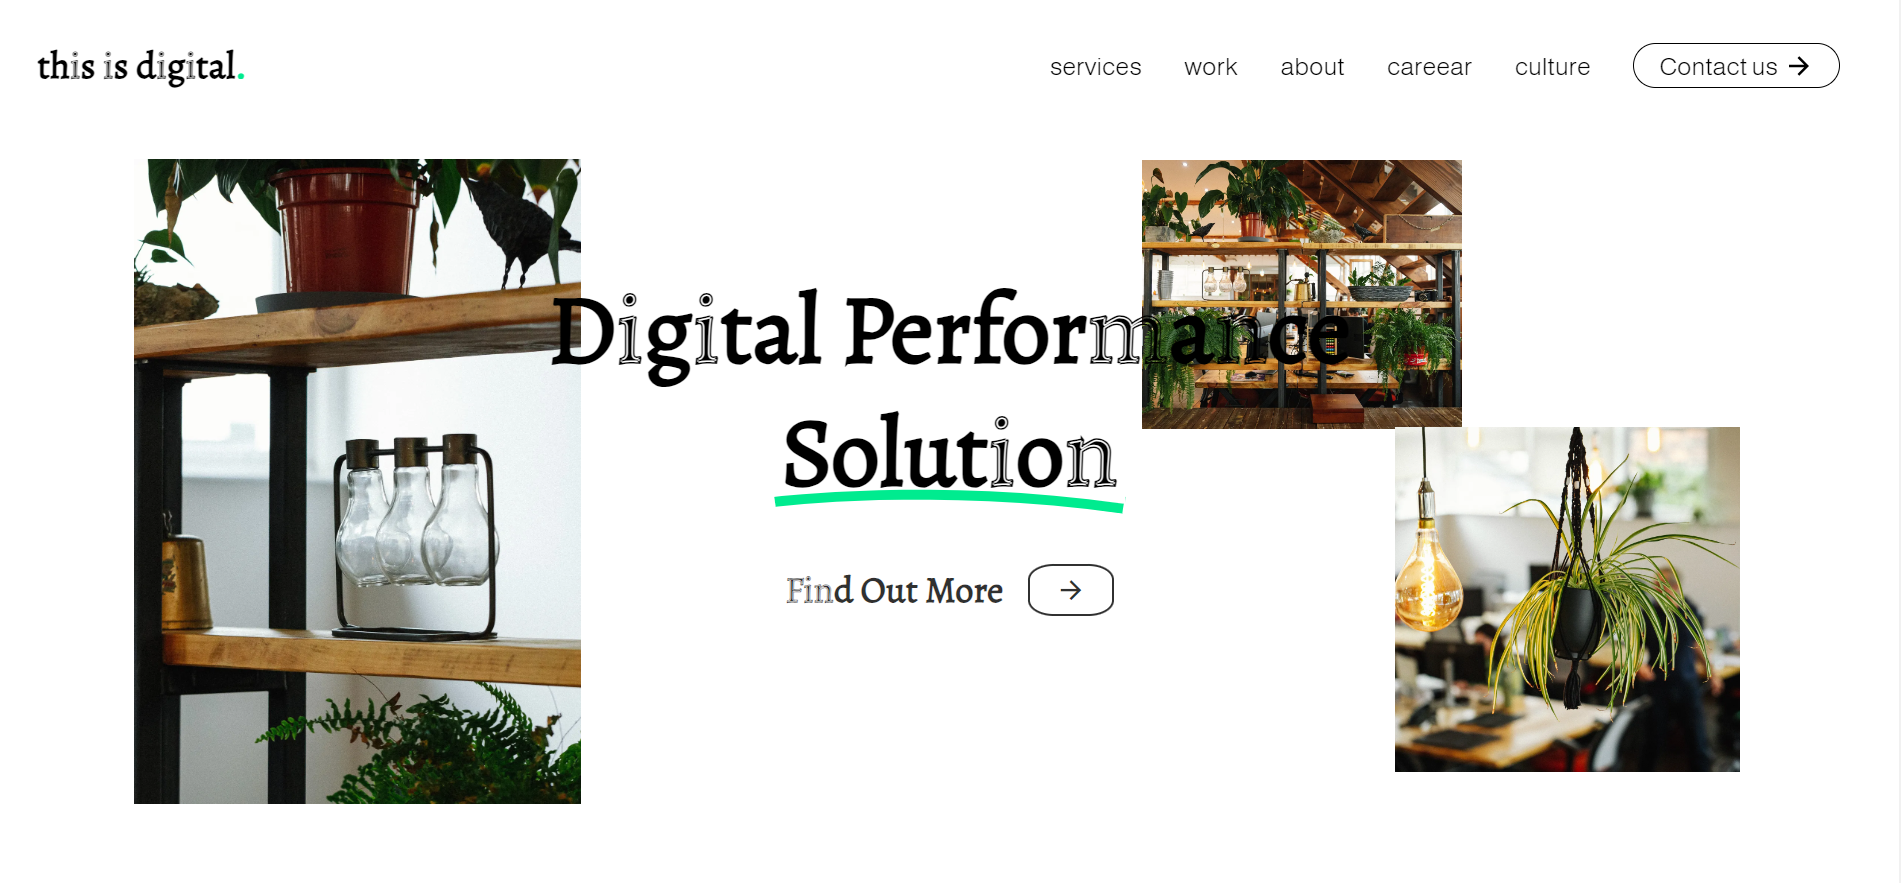 this is digital.
services work about careear culture Contact us
Digital Performance
Solution
Find Out More